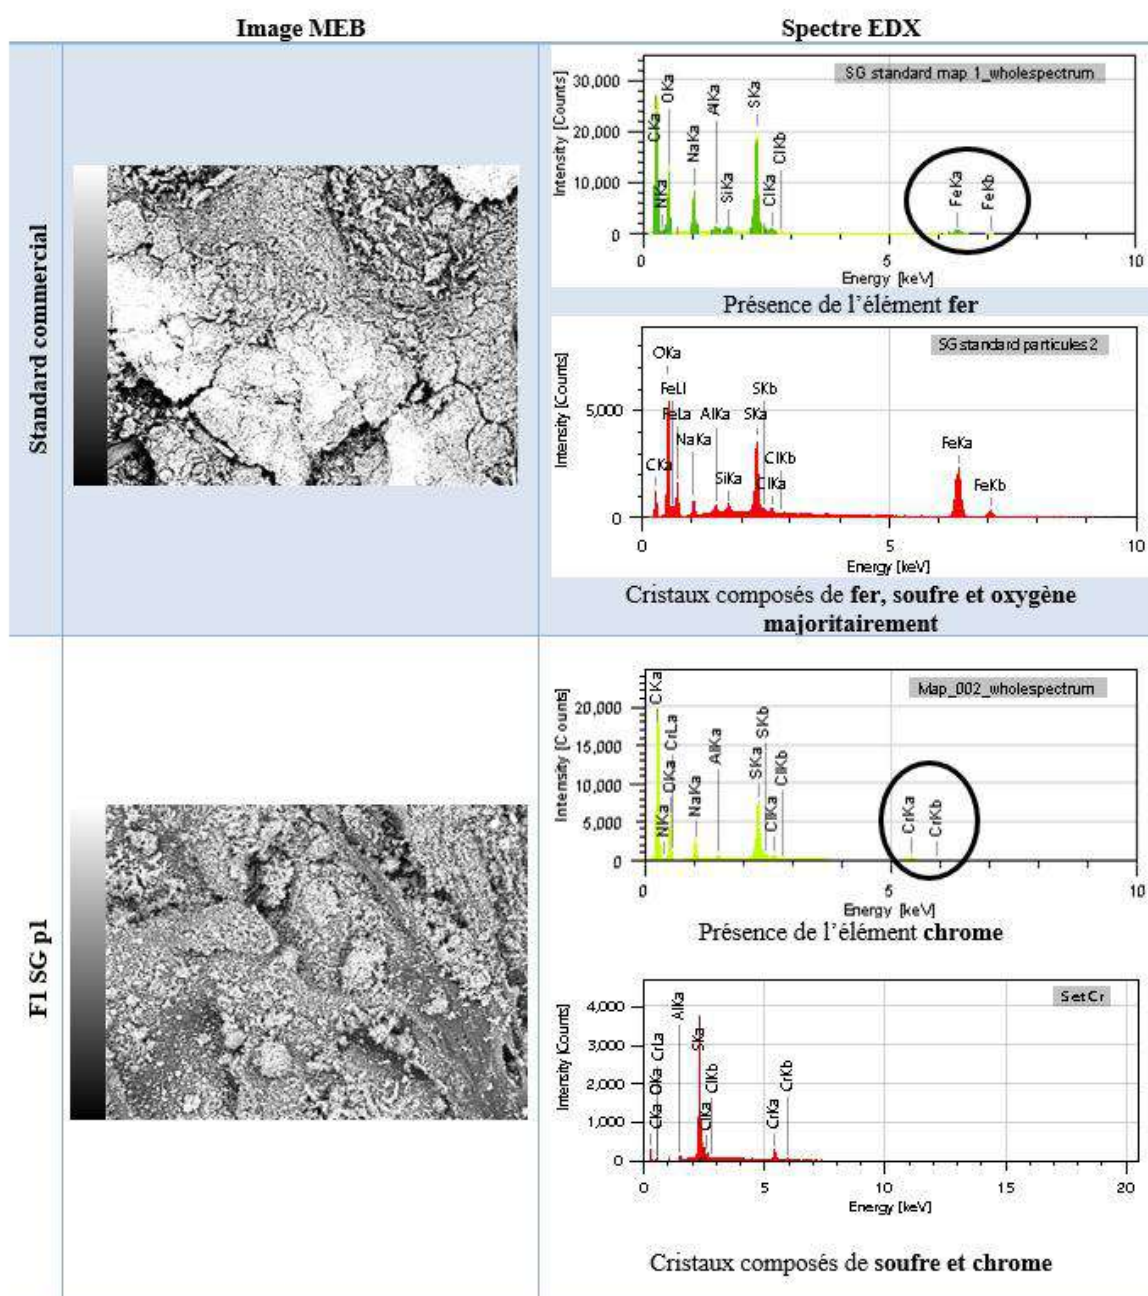 Image MEB
Spectre EDX
Standard commercial
SG standard map 1_wholespectrum
Intensity [Counts]
30,000
20,000
10,000
0
CKa
NKa
OKa
NaKa
AlKa
SiKa
SKa
ClKa
ClKb
FeKa
FeKb
0
5
10
Energy [keV]
Présence de l'élément fer
SG standard particules 2
Intensity [Counts]
5,000
0
OKa
FeLl
FeLa
NaKa
CKa
AlKa
SiKa
SKb
SKa
ClKb
ClKa
FeKa
FeKb
0
5
10
Energy [keV]
Cristaux composés de fer, soufre et oxygène
majoritairement
F1 SG p1
Map_002_wholespectrum
Intensity [Counts]
20,000
15,000
10,000
5,000
0
CKa
NKa
OKa
CrLa
NaKa
AlKa
SKa
SKb
ClKa
ClKb
CrKa
CrKb
0
5
10
Energy [keV]
Présence de l'élément chrome
S et Cr
Intensity [Counts]
4,000
3,000
2,000
1,000
0
CKa
OKa
CrLa
AlKa
SKa
ClKa
ClKb
CrKa
CrKb
0
5
10
15
20
Energy [keV]
Cristaux composés de soufre et chrome